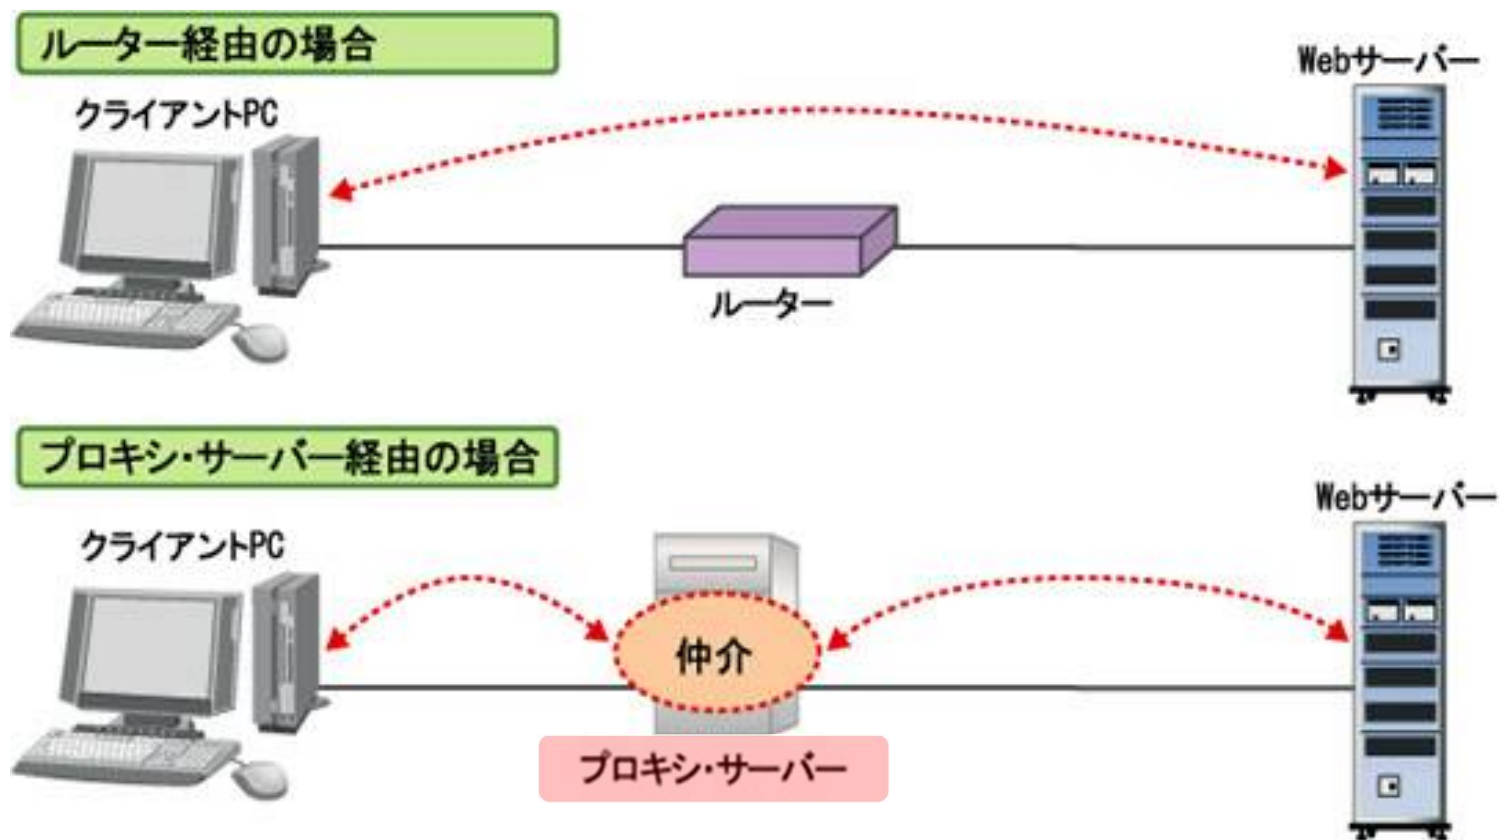 ルーター経由の場合
Webサーバー
クライアントPC
ルーター
プロキシ・サーバー経由の場合
Webサーバー
クライアントPC
仲介
プロキシ・サーバー